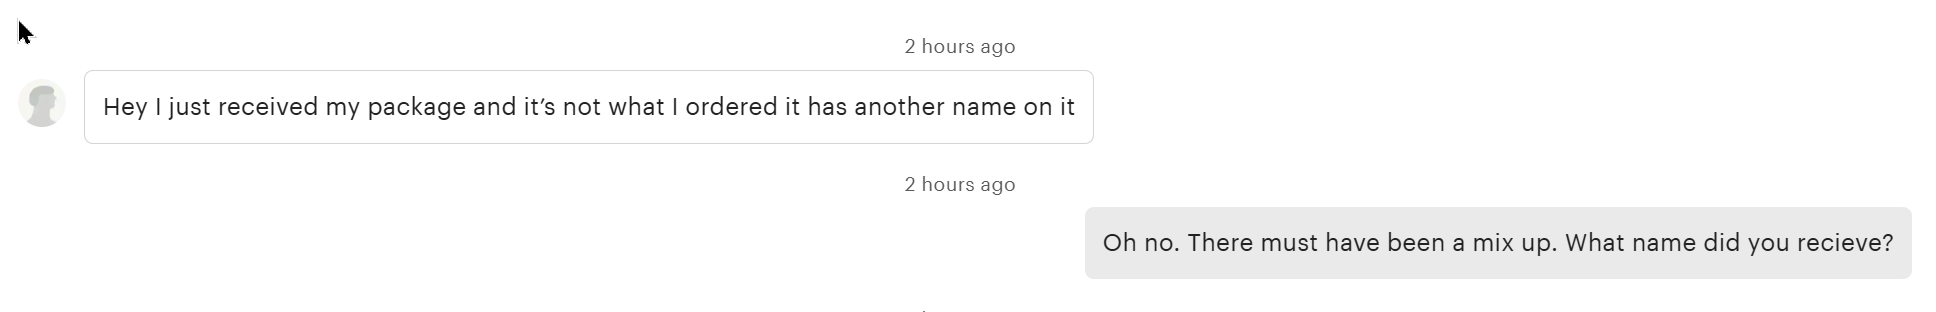 2 hours ago
Hey I just received my package and it’s not what I ordered it has another name on it
2 hours ago
Oh no. There must have been a mix up. What name did you recieve?